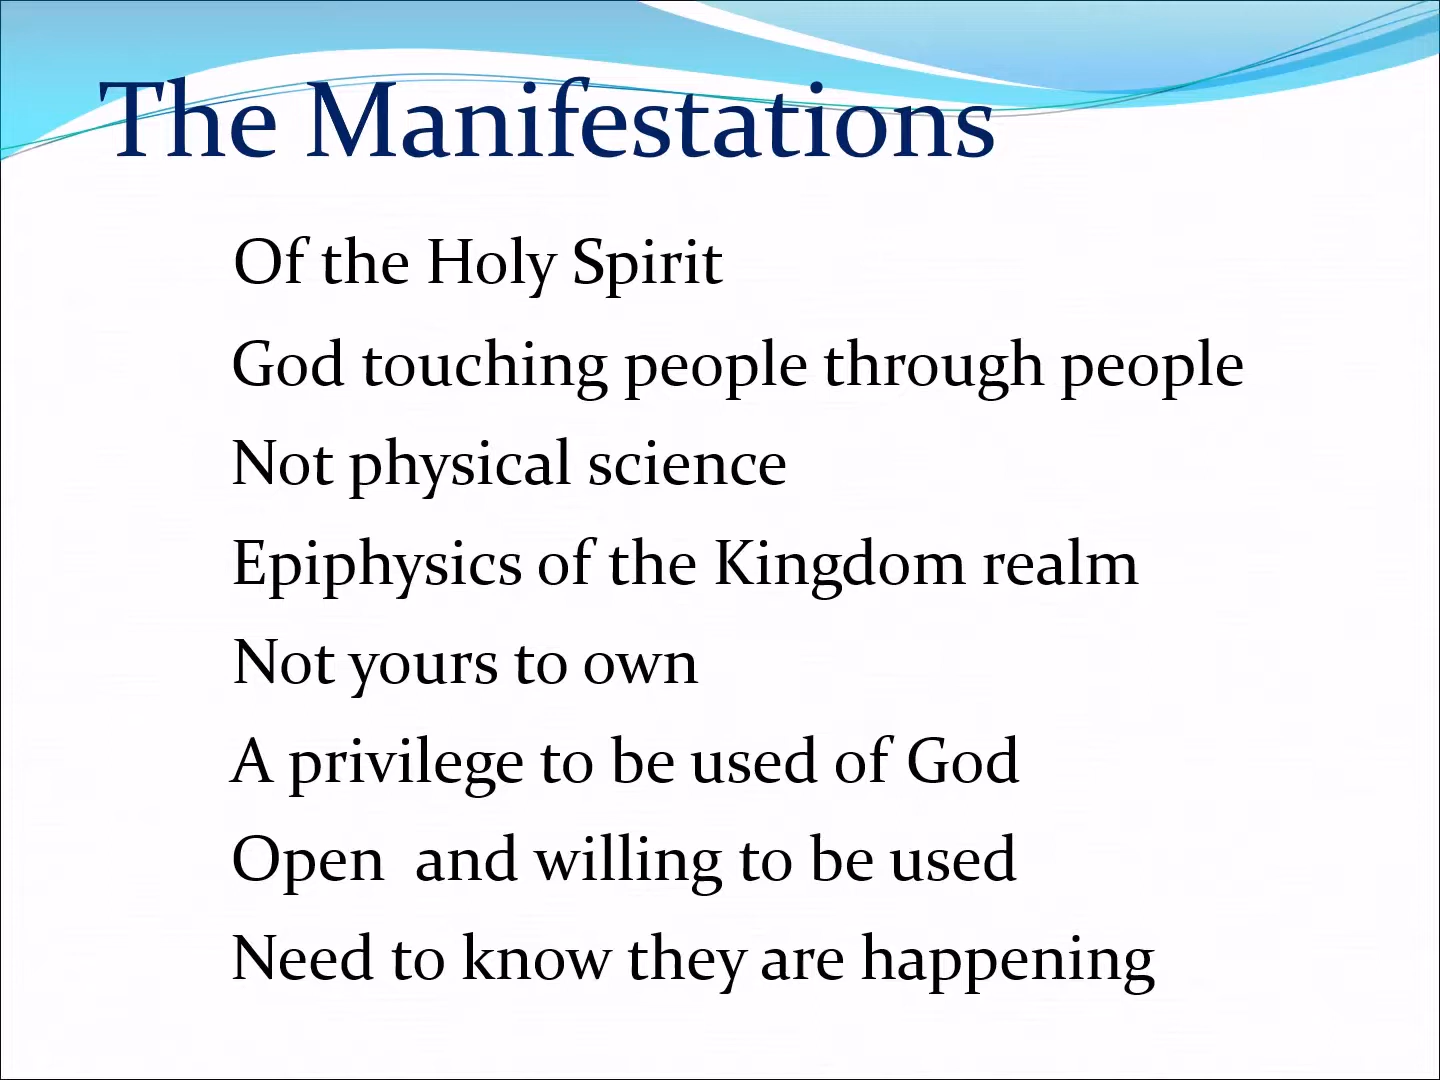 The Manifestations
Of the Holy Spirit
God touching people through people
Not physical science
Epiphysics of the Kingdom realm
Not yours to own
A privilege to be used of God
Open  and willing to be used
Need to know they are happening